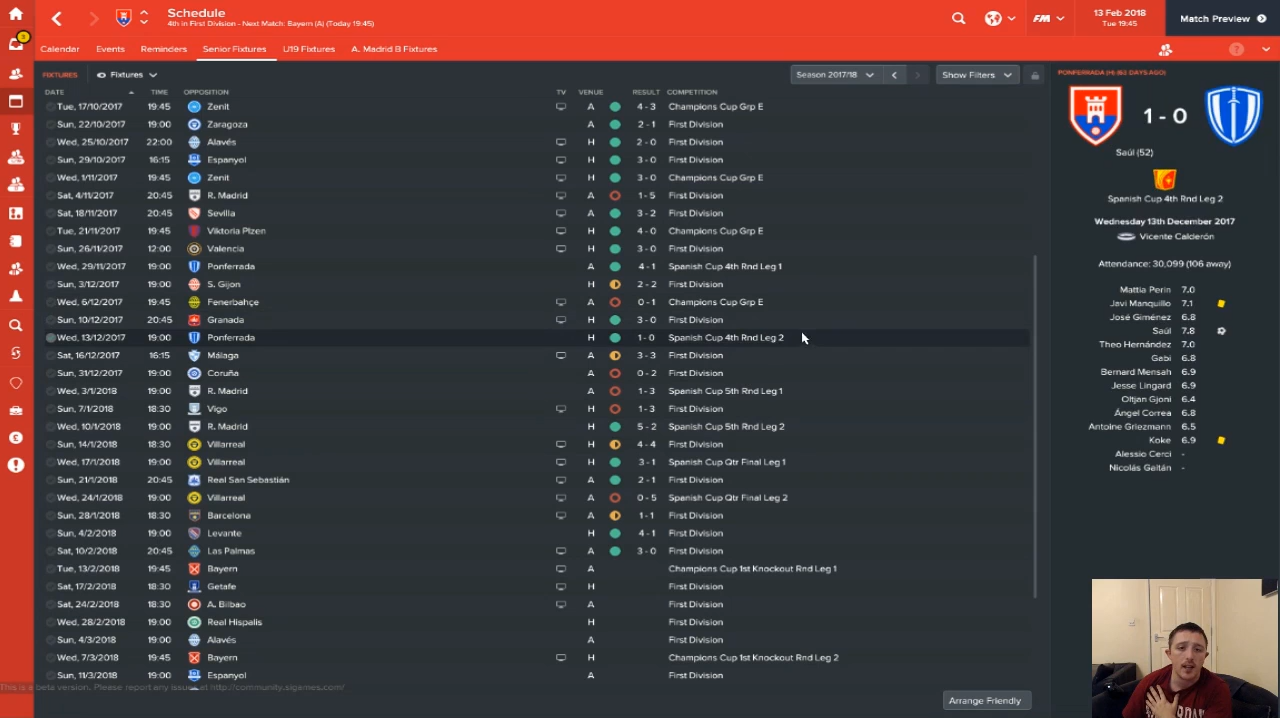 Schedule
4th in First Division - Next Match: Bayern (A) (Today 19:45)
FM
13 Feb 2018
Tue 19:45
Match Preview
3
Calendar Events Reminders Senior Fixtures U19 Fixtures A. Madrid B Fixtures
FIXTURES Fixtures Season 2017/18 Show Filters
DATE TIME OPPOSITION TV VENUE RESULT COMPETITION
Tue, 17/10/2017 19:45 Zenit A 4 - 3 Champions Cup Grp E
Sun, 22/10/2017 19:00 Zaragoza A 2 - 1 First Division
Wed, 25/10/2017 22:00 Alavés H 2 - 0 First Division
Sun, 29/10/2017 16:15 Espanyol H 3 - 0 First Division
Wed, 1/11/2017 19:45 Zenit H 3 - 0 Champions Cup Grp E
Sat, 4/11/2017 20:45 R. Madrid A 1 - 5 First Division
Sat, 18/11/2017 20:45 Sevilla A 3 - 2 First Division
Tue, 21/11/2017 19:45 Viktoria Plzen H 4 - 0 Champions Cup Grp E
Sun, 26/11/2017 12:00 Valencia H 3 - 0 First Division
Wed, 29/11/2017 19:00 Ponferrada A 4 - 1 Spanish Cup 4th Rnd Leg 1
Sun, 3/12/2017 19:00 S. Gijon H 2 - 2 First Division
Wed, 6/12/2017 19:45 Fenerbahçe A 0 - 1 Champions Cup Grp E
Sun, 10/12/2017 20:45 Granada H 3 - 0 First Division
Wed, 13/12/2017 19:00 Ponferrada H 1 - 0 Spanish Cup 4th Rnd Leg 2
Sat, 16/12/2017 16:15 Málaga A 3 - 3 First Division
Sun, 31/12/2017 19:00 Coruña A 0 - 2 First Division
Wed, 3/1/2018 19:00 R. Madrid A 1 - 3 Spanish Cup 5th Rnd Leg 1
Sun, 7/1/2018 18:30 Vigo H 1 - 3 First Division
Wed, 10/1/2018 19:00 R. Madrid H 5 - 2 Spanish Cup 5th Rnd Leg 2
Sun, 14/1/2018 18:30 Villarreal H 4 - 4 First Division
Wed, 17/1/2018 19:00 Villarreal H 3 - 1 Spanish Cup Qtr Final Leg 1
Sun, 21/1/2018 20:45 Real San Sebastián A 2 - 1 First Division
Wed, 24/1/2018 19:00 Villarreal A 0 - 5 Spanish Cup Qtr Final Leg 2
Sun, 28/1/2018 18:30 Barcelona A 1 - 1 First Division
Sun, 4/2/2018 19:00 Levante H 4 - 1 First Division
Sat, 10/2/2018 20:45 Las Palmas A 3 - 0 First Division
Tue, 13/2/2018 19:45 Bayern A Champions Cup 1st Knockout Rnd Leg 1
Sat, 17/2/2018 18:30 Getafe H First Division
Sat, 24/2/2018 18:30 A. Bilbao A First Division
Wed, 28/2/2018 19:00 Real Hispalis H First Division
Sun, 4/3/2018 19:00 Alavés A First Division
Wed, 7/3/2018 19:45 Bayern H Champions Cup 1st Knockout Rnd Leg 2
Sun, 11/3/2018 19:00 Espanyol A First Division
This is a beta version. Please report any issues at http://community.sigames.com/
Arrange Friendly
PONFERRADA (H) (62 DAYS AGO)
1 - 0
Saúl (52)
Spanish Cup 4th Rnd Leg 2
Wednesday 13th December 2017
Vicente Calderón
Attendance: 30,099 (106 away)
Mattia Perin 7.0
Javi Manquillo 7.1
José Giménez 6.8
Saúl 7.8
Theo Hernández 7.0
Gabi 6.8
Bernard Mensah 6.9
Jesse Lingard 6.9
Oltjan Gjoni 6.4
Ángel Correa 6.8
Antoine Griezmann 6.5
Koke 6.9
Alessio Cerci -
Nicolás Gaitán -